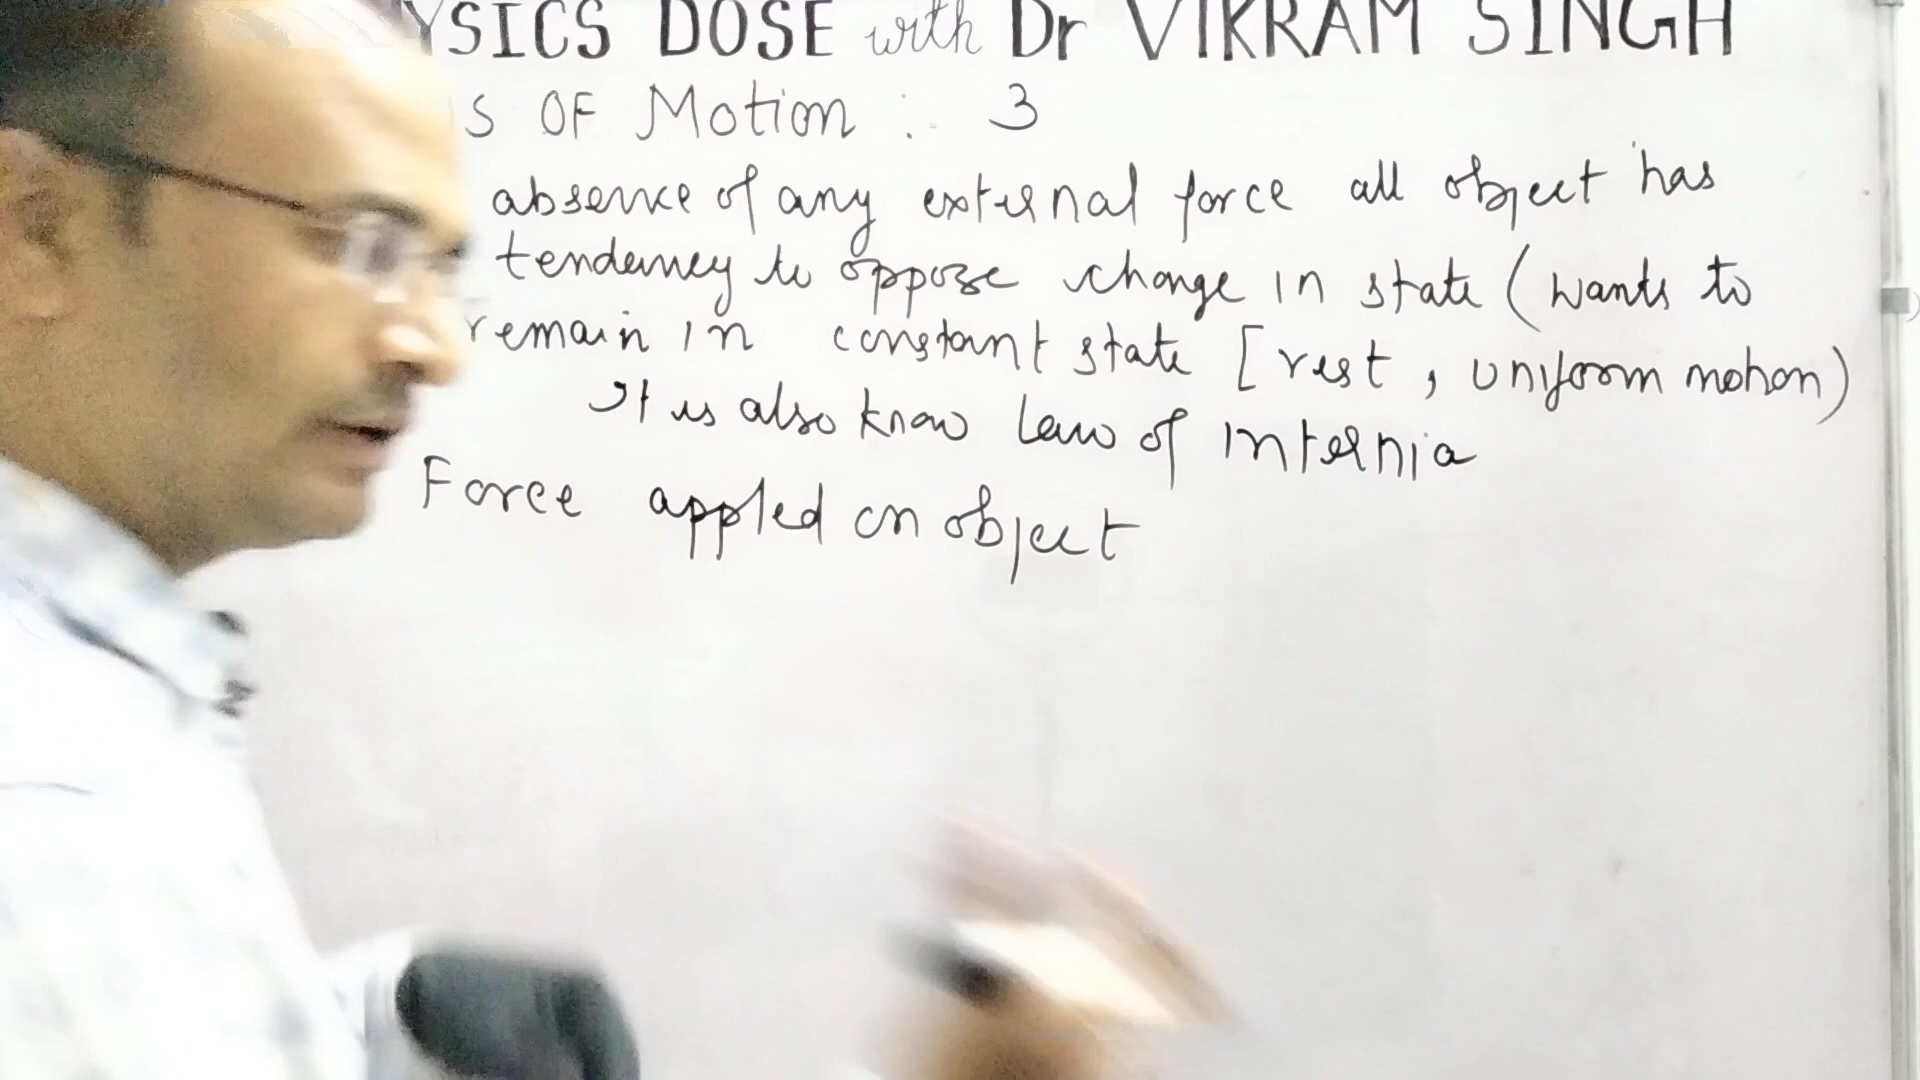 YSICS DOSE with Dr VIKRAM SINGH
S OF Motion : 3
absence of any external force all object has
tendency to oppose change in state (wants to
remain in constant state [rest, uniform motion)
It is also know law of Internia
Force appled on object